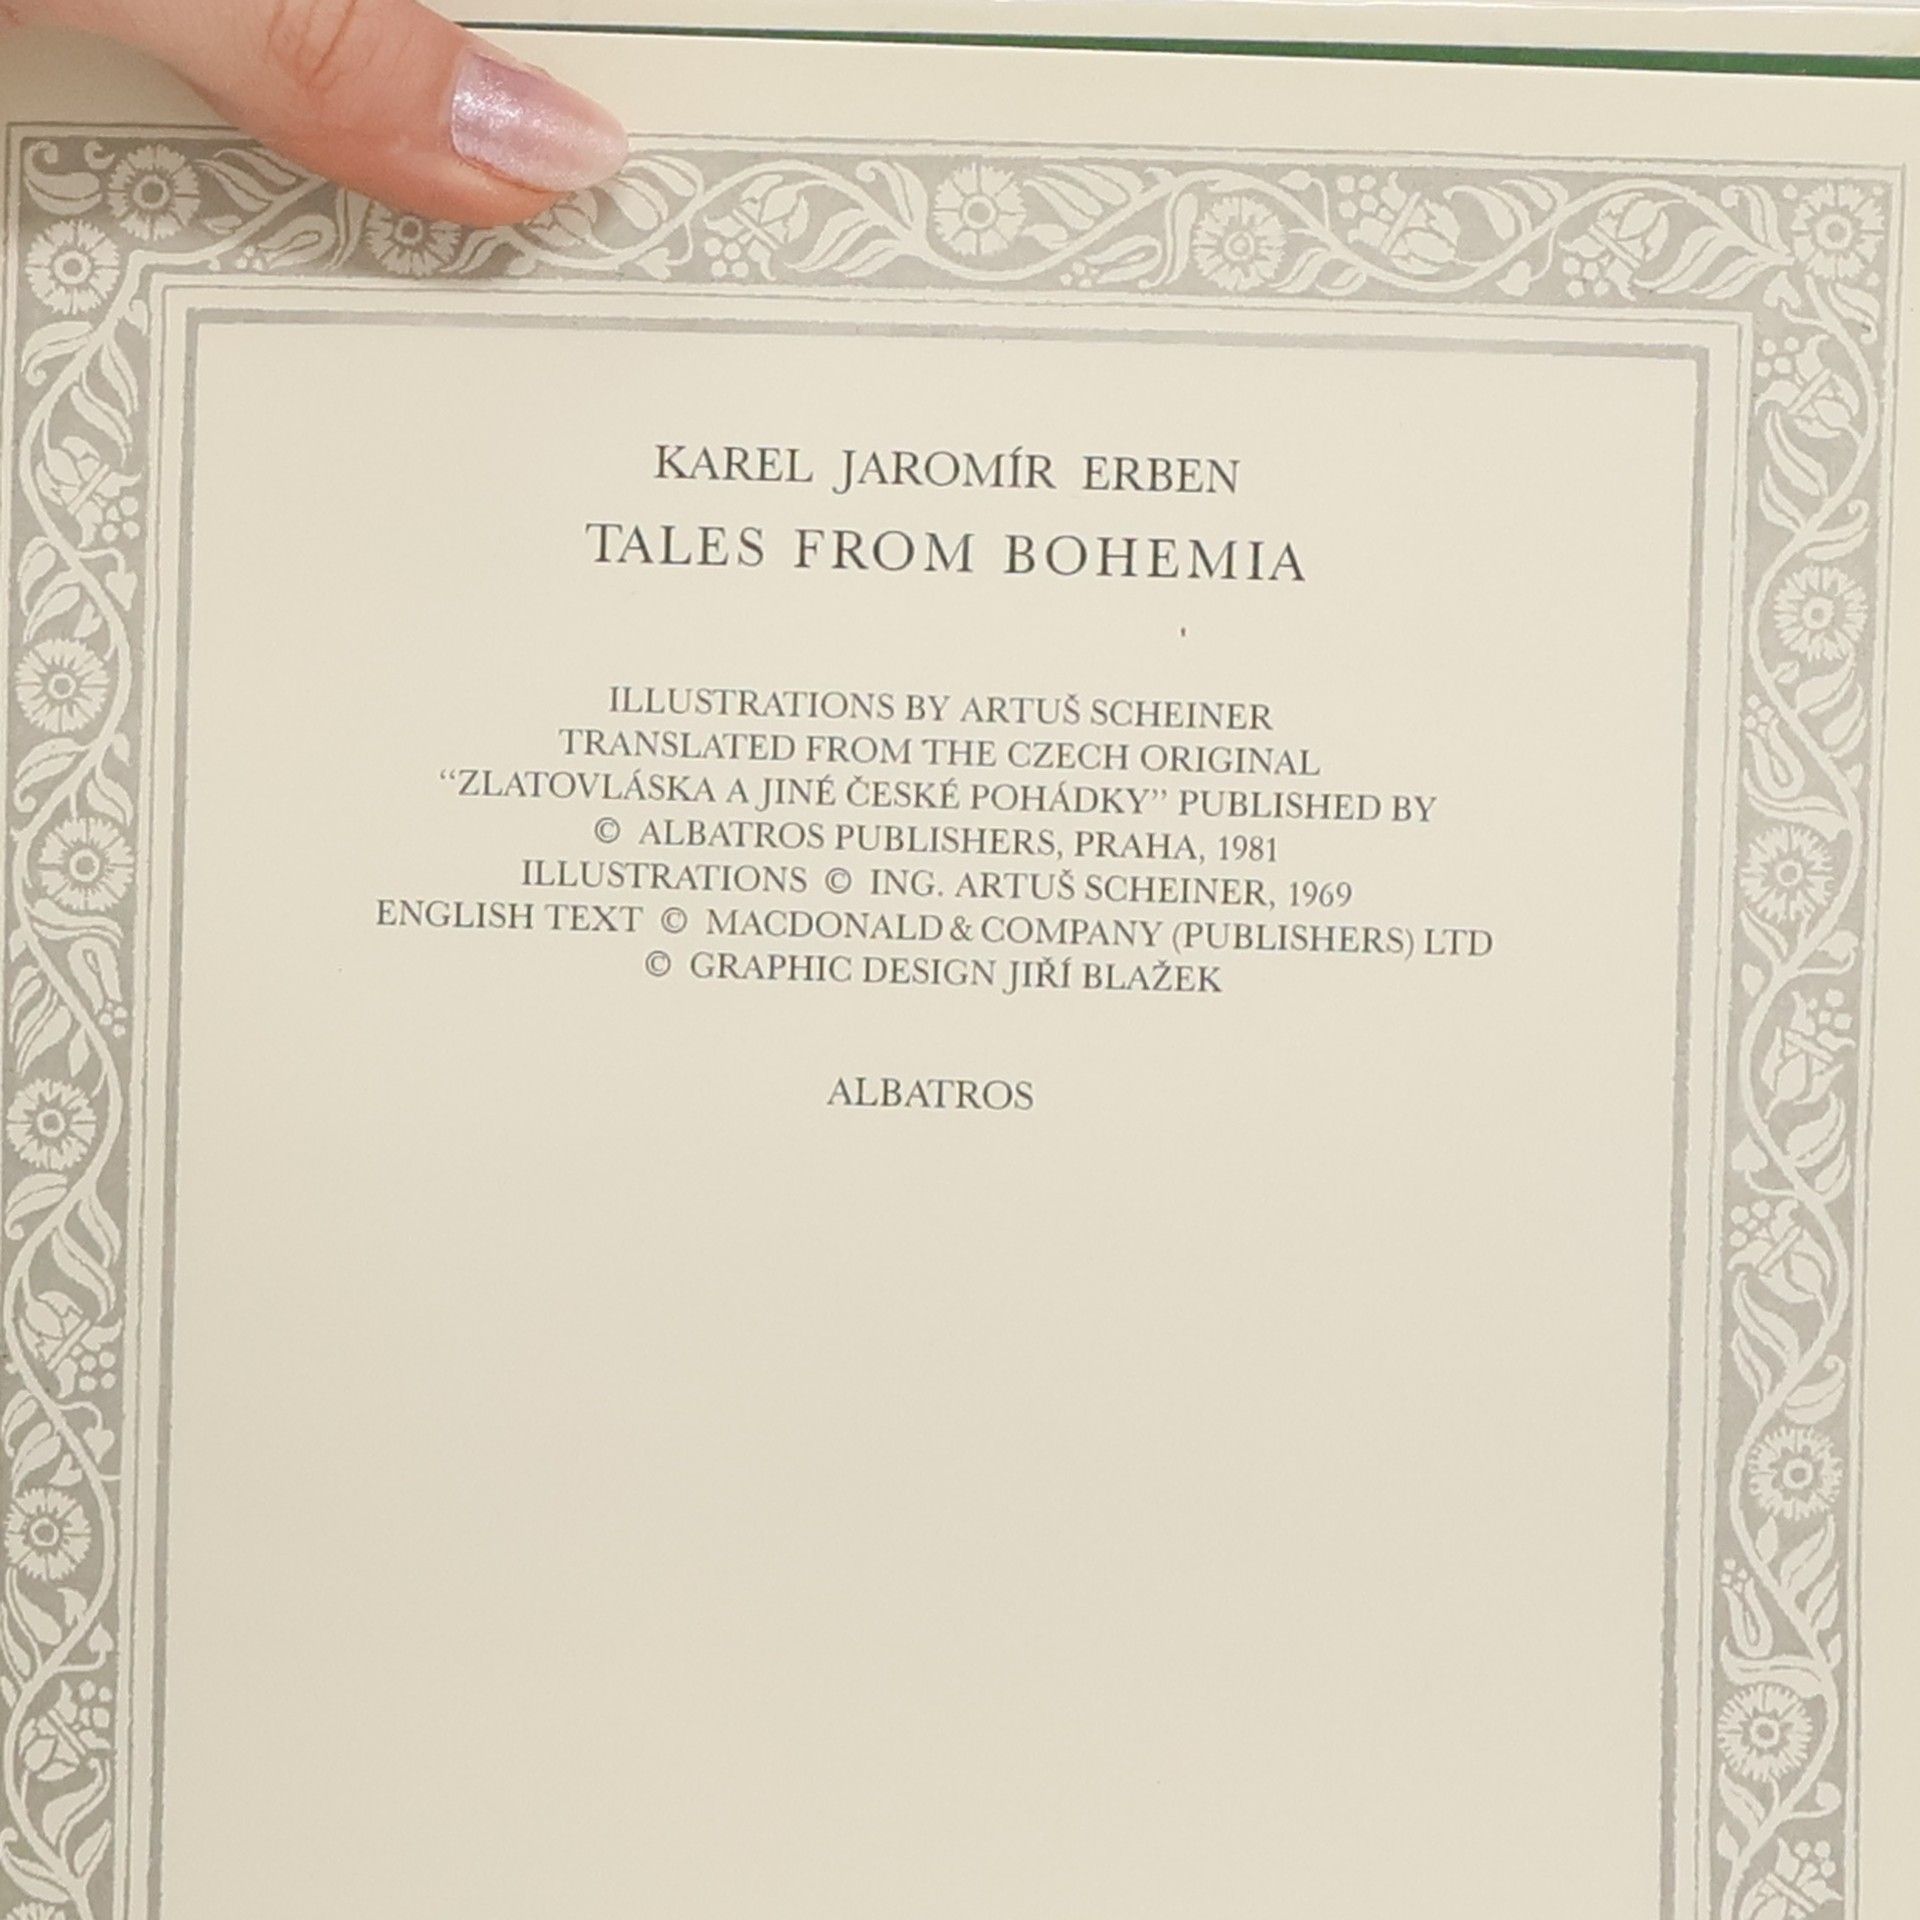 KAREL JAROMÍR ERBEN
TALES FROM BOHEMIA
ILLUSTRATIONS BY ARTUŠ SCHEINER
TRANSLATED FROM THE CZECH ORIGINAL
“ZLATOVLÁSKA A JINÉ ČESKÉ POHÁDKY” PUBLISHED BY
© ALBATROS PUBLISHERS, PRAHA, 1981
ILLUSTRATIONS © ING. ARTUŠ SCHEINER, 1969
ENGLISH TEXT © MACDONALD & COMPANY (PUBLISHERS) LTD
© GRAPHIC DESIGN JIŘÍ BLAŽEK
ALBATROS